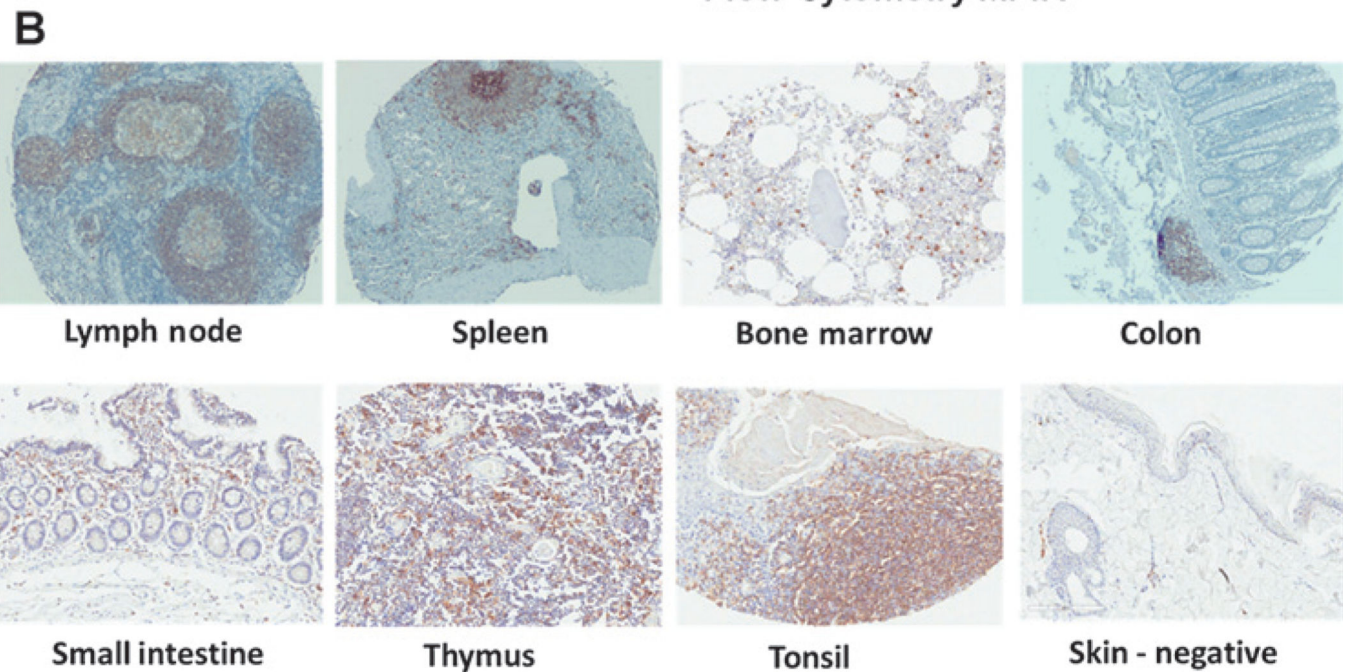 B
Lymph node
Spleen
Bone marrow
Colon
Small intestine
Thymus
Tonsil
Skin - negative